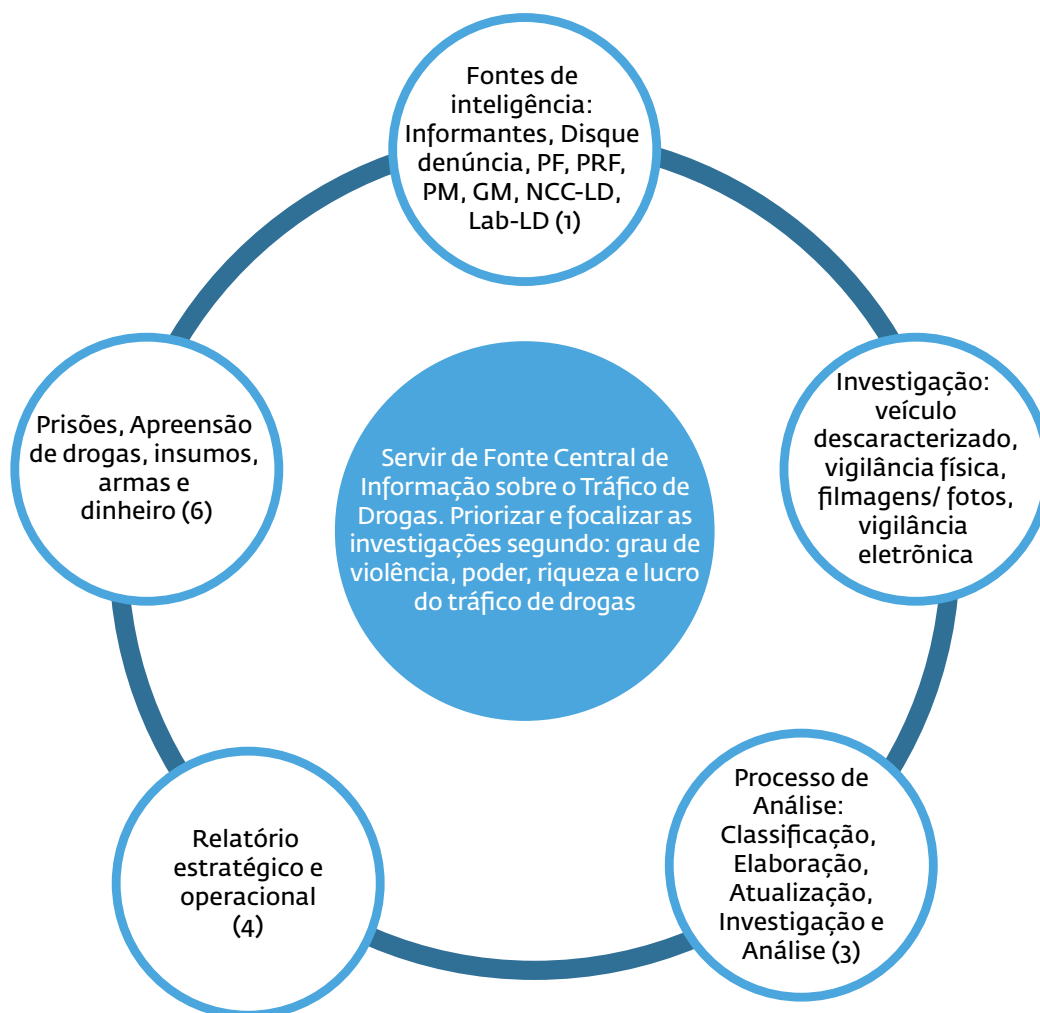 Fontes de
inteligência:
Informantes, Disque
denúncia, PF, PRF,
PM, GM, NCC-LD,
Lab-LD (1)
Investigação:
veículo
descaracterizado,
vigilância física,
filmagens/ fotos,
vigilância
eletrõnica
Processo de
Análise:
Classificação,
Elaboração,
Atualização,
Investigação e
Análise (3)
Relatório
estratégico e
operacional
(4)
Prisões, Apreensão
de drogas, insumos,
armas e
dinheiro (6)
Servir de Fonte Central de
Informação sobre o Tráfico de
Drogas. Priorizar e focalizar as
investigações segundo: grau de
violência, poder, riqueza e lucro
do tráfico de drogas